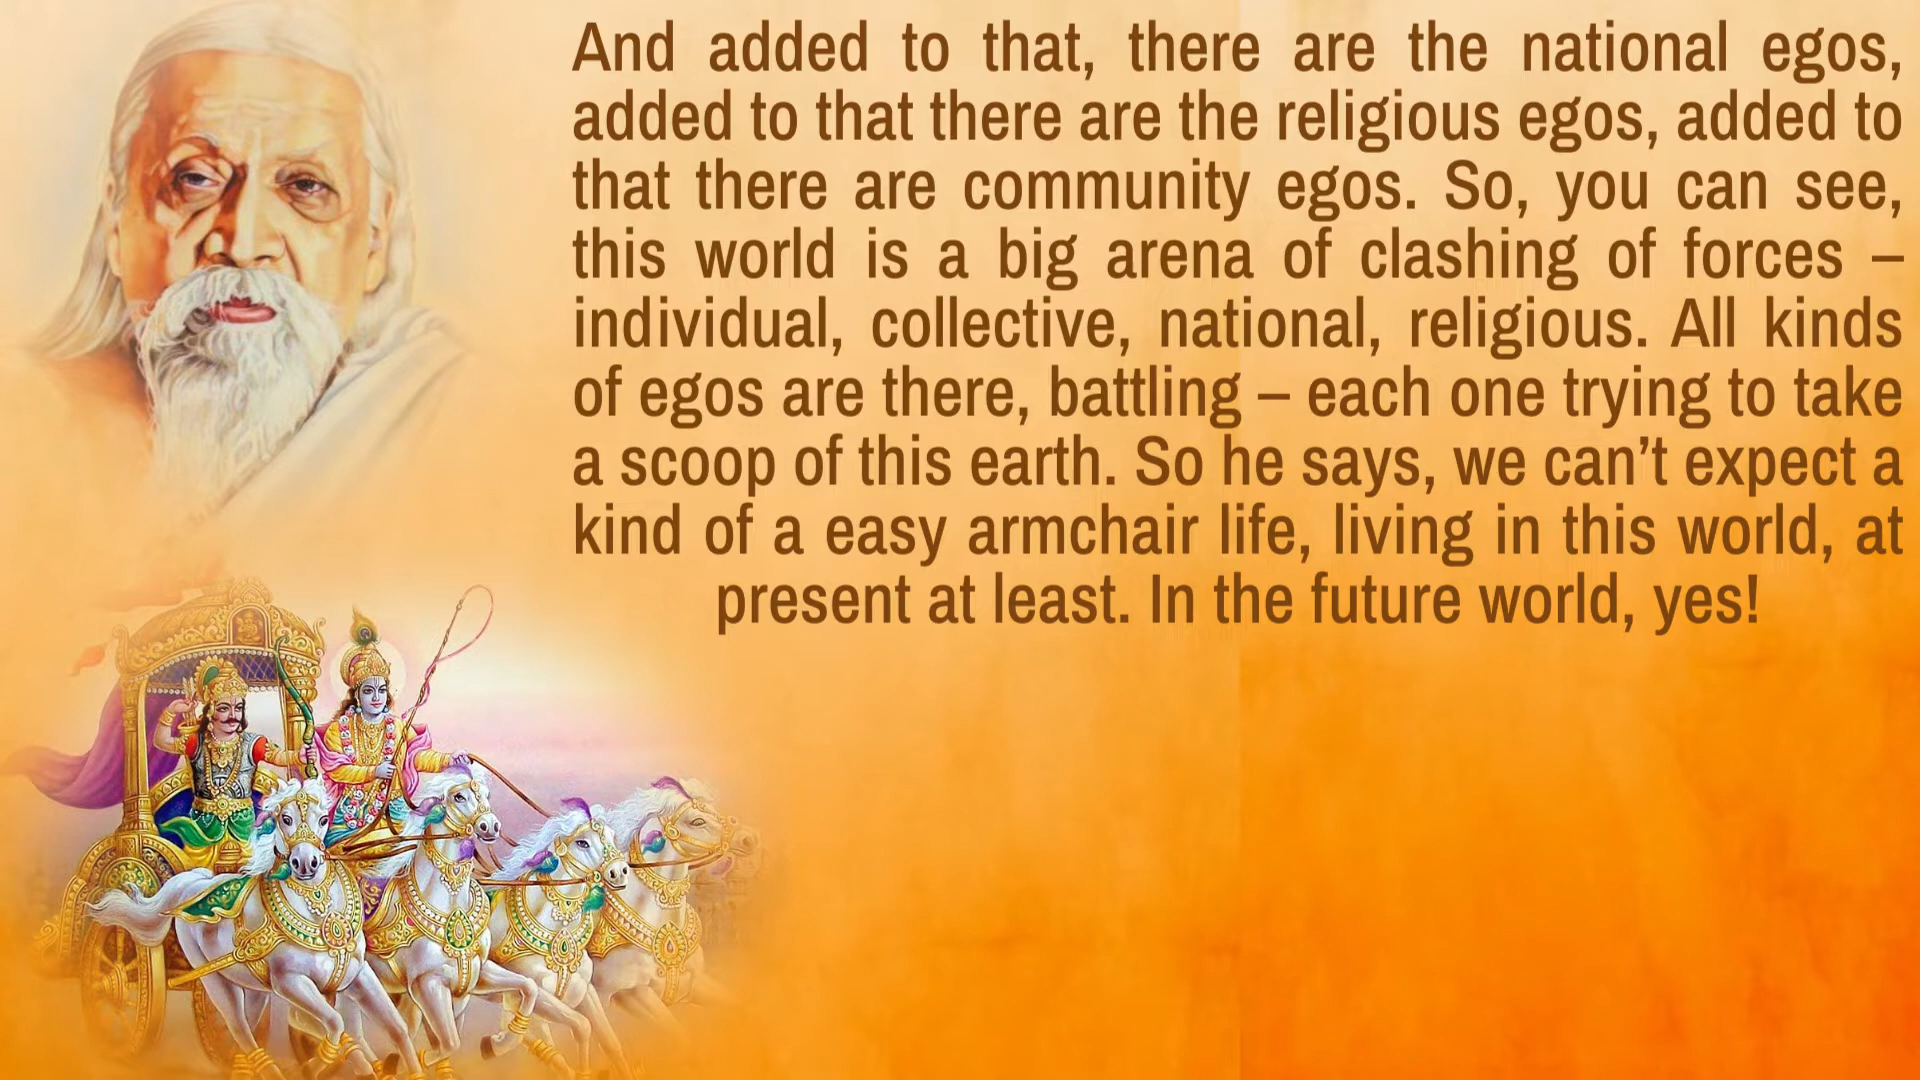 And added to that, there are the national egos,
added to that there are the religious egos, added to
that there are community egos. So, you can see,
this world is a big arena of clashing of forces –
individual, collective, national, religious. All kinds
of egos are there, battling – each one trying to take
a scoop of this earth. So he says, we can’t expect a
kind of a easy armchair life, living in this world, at
present at least. In the future world, yes!